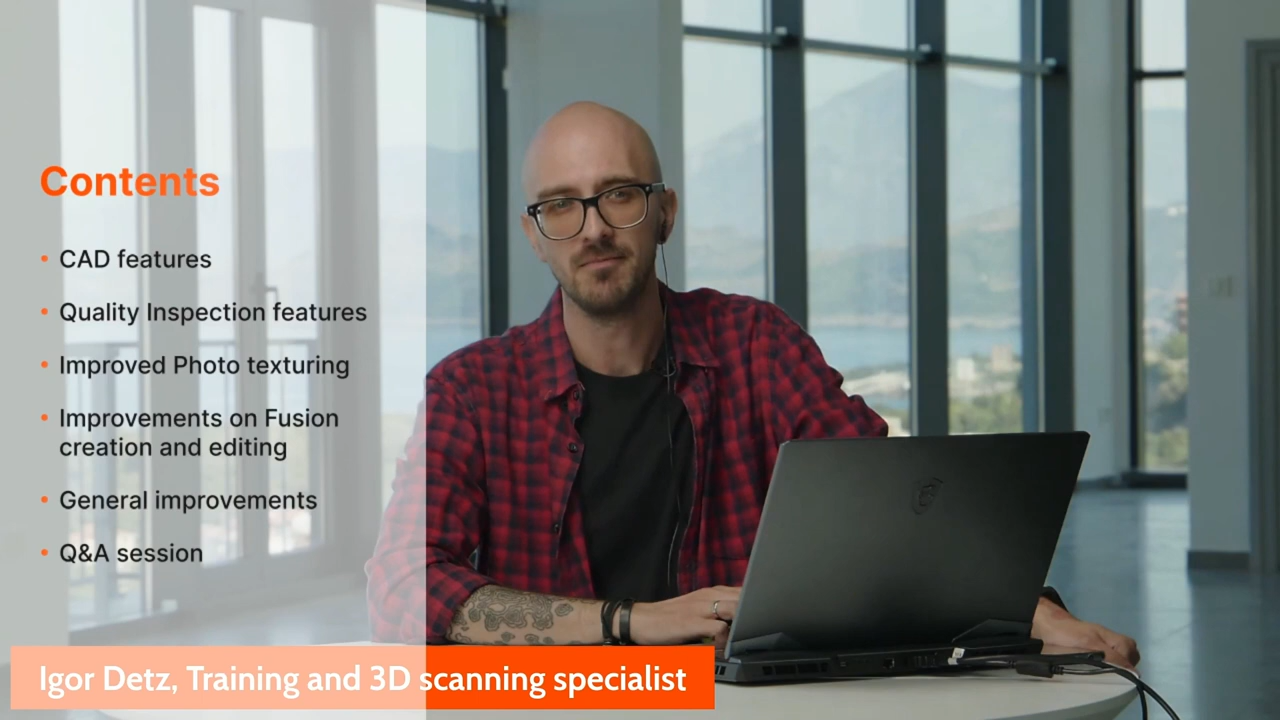 Contents
• CAD features
• Quality Inspection features
• Improved Photo texturing
• Improvements on Fusion
creation and editing
• General improvements
• Q&A session
Igor Detz, Training and 3D scanning specialist